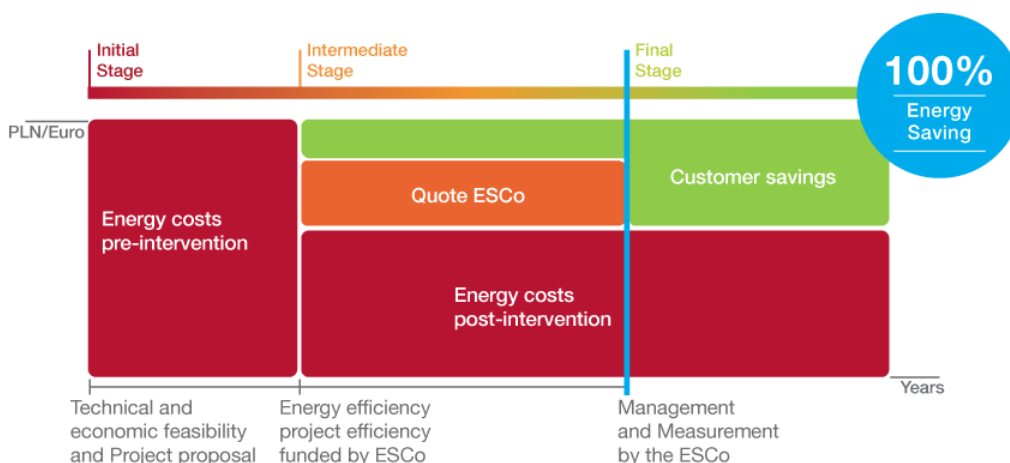 Initial
Stage
Intermediate
Stage
Final
Stage
100%
Energy
Saving
PLN/Euro
Energy costs
pre-intervention
Quote ESCo
Customer savings
Energy costs
post-intervention
Years
Technical and
economic feasibility
and Project proposal
Energy efficiency
project efficiency
funded by ESCo
Management
and Measurement
by the ESCo